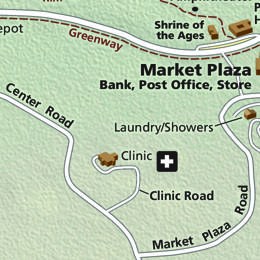 Shrine of
the Ages
Greenway
Market Plaza
Bank, Post Office, Store
Center Road
Laundry/Showers
Clinic
Clinic Road
Market Plaza Road